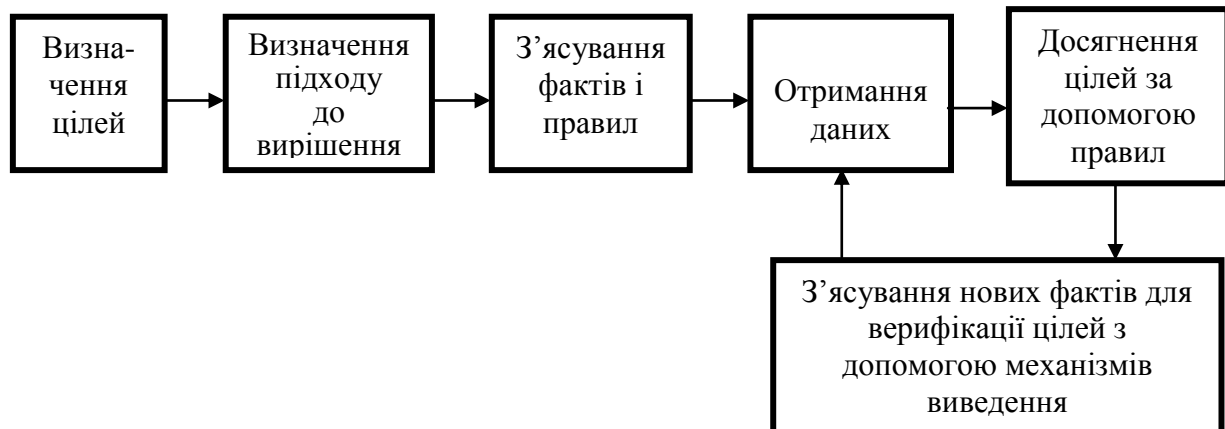 Визна-
чення
цілей
Визначення
підходу
до
вирішення
З’ясування
фактів і
правил
Отримання
даних
Досягнення
цілей за
допомогою
правил
З’ясування нових фактів для
верифікації цілей з
допомогою механізмів
виведення